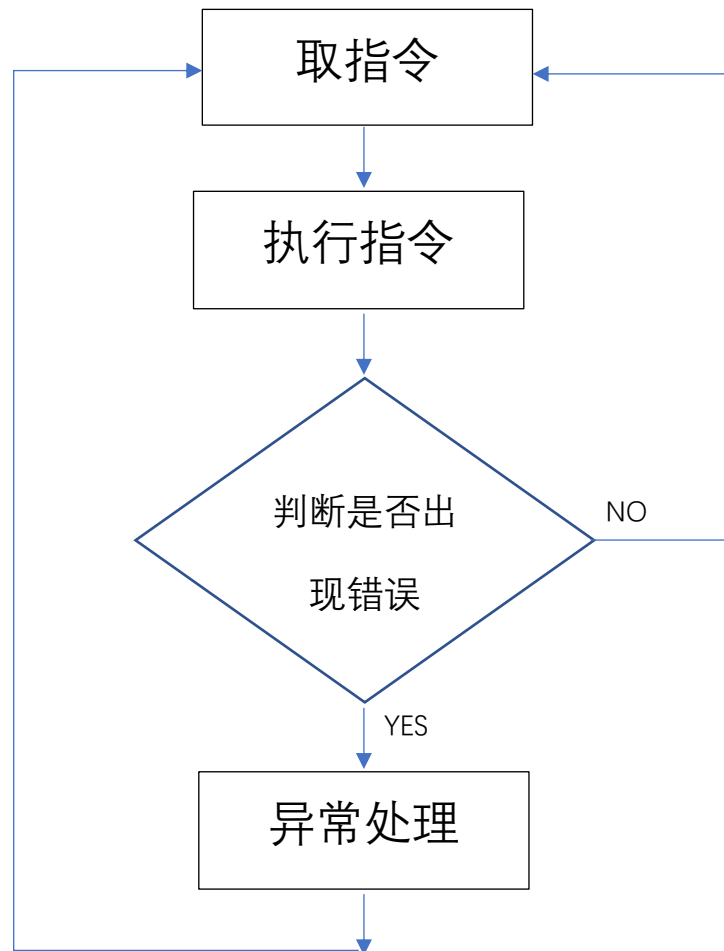 取指令
执行指令
判断是否出
现错误
NO
YES
异常处理